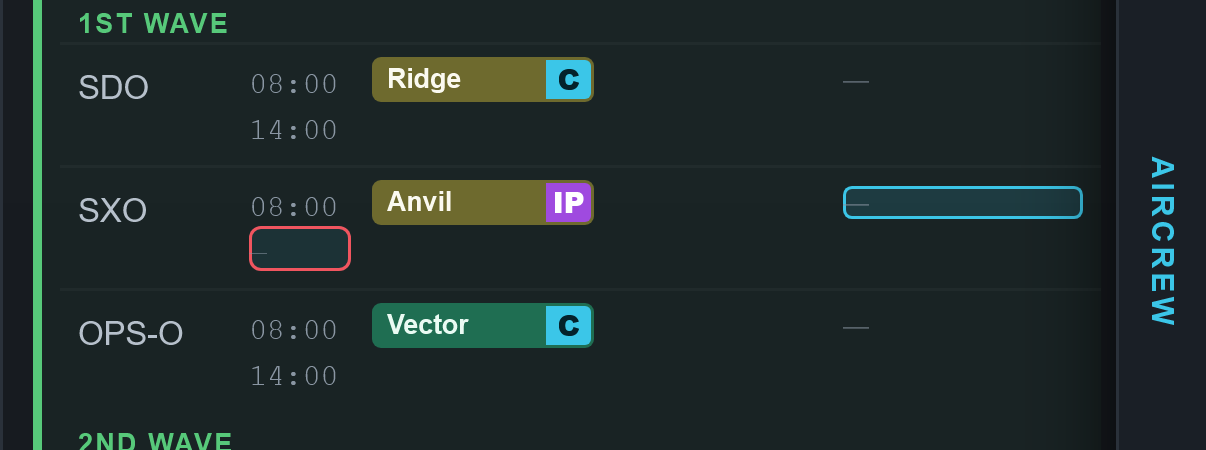 1ST WAVE
SDO 08:00 Ridge C —
14:00
SXO 08:00 Anvil IP —
—
OPS-O 08:00 Vector C —
14:00
2ND WAVE
AIRCREW